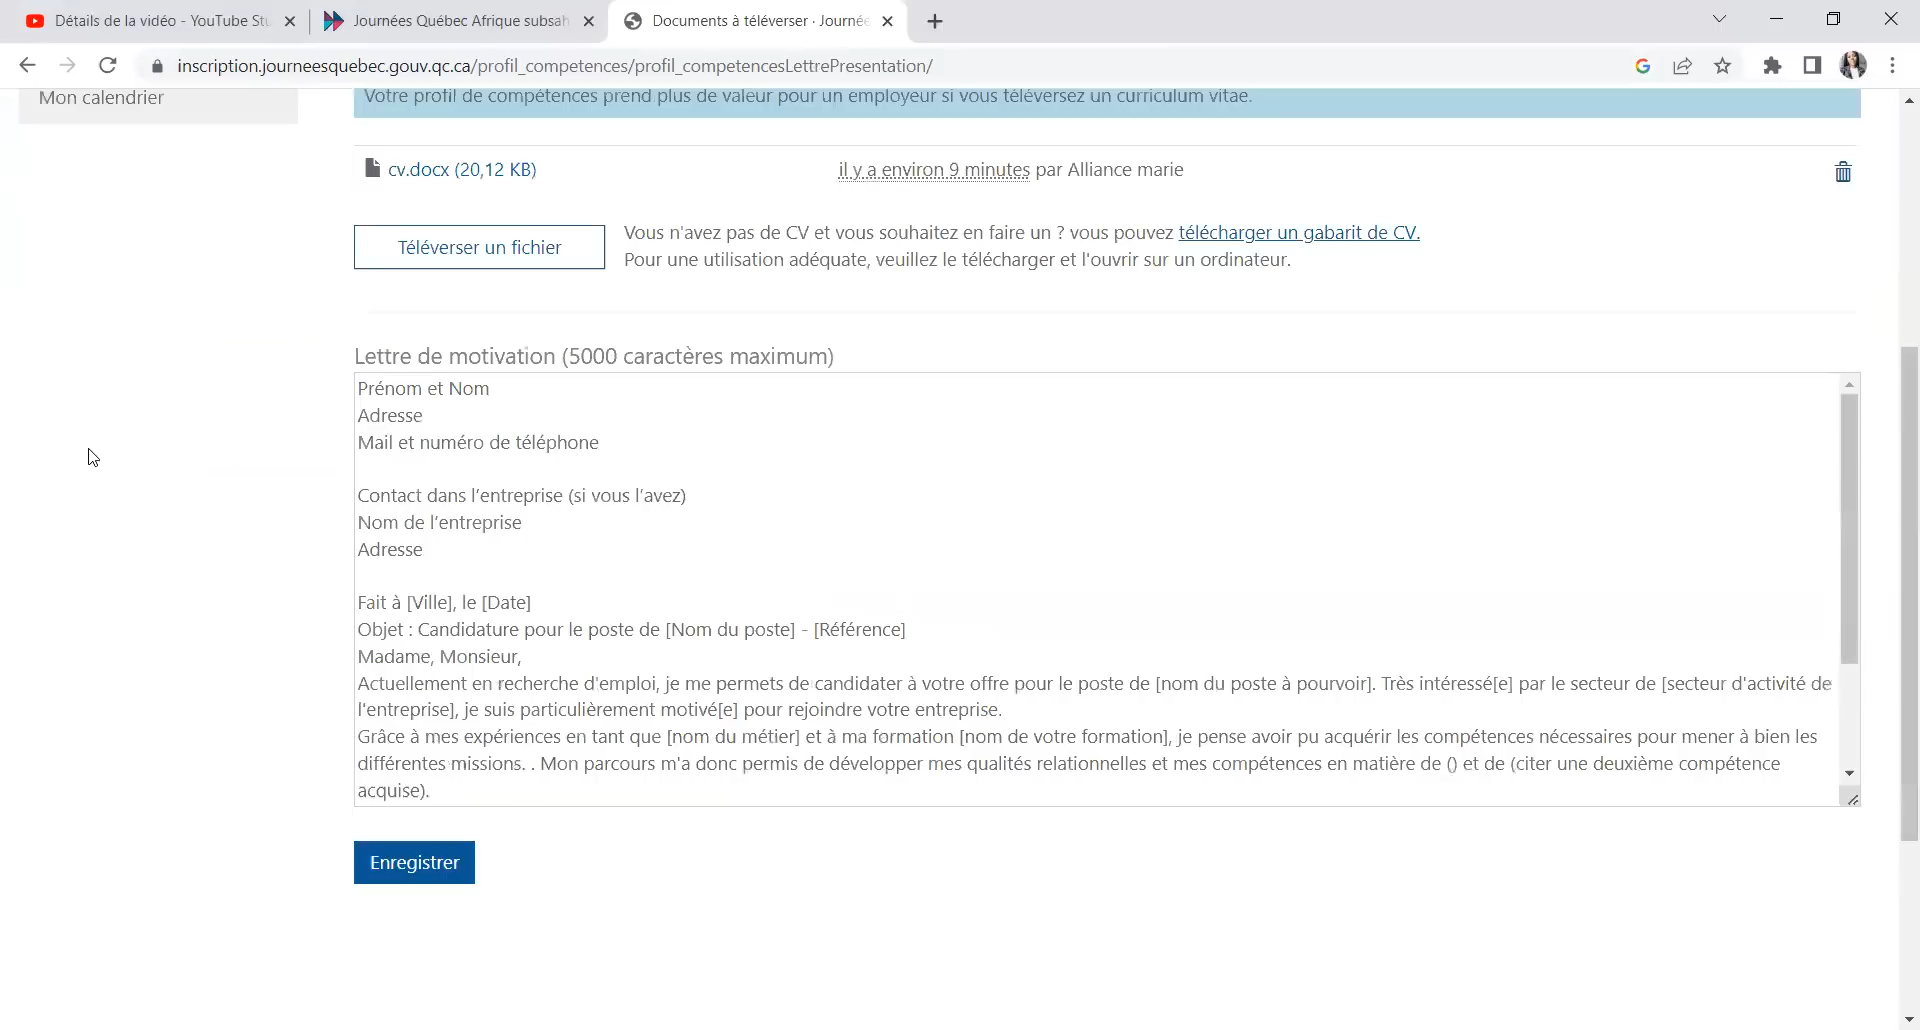 Détails de la vidéo - YouTube Stu
Journées Québec Afrique subsah
Documents à téléverser · Journée
inscription.journeesquebec.gouv.qc.ca/profil_competences/profil_competencesLettrePresentation/
Mon calendrier
Votre profil de compétences prend plus de valeur pour un employeur si vous téléversez un curriculum vitae.
cv.docx (20,12 KB)
il y a environ 9 minutes par Alliance marie
Téléverser un fichier
Vous n'avez pas de CV et vous souhaitez en faire un ? vous pouvez télécharger un gabarit de CV.
Pour une utilisation adéquate, veuillez le télécharger et l'ouvrir sur un ordinateur.
Lettre de motivation (5000 caractères maximum)
Prénom et Nom
Adresse
Mail et numéro de téléphone
Contact dans l'entreprise (si vous l'avez)
Nom de l'entreprise
Adresse
Fait à [Ville], le [Date]
Objet : Candidature pour le poste de [Nom du poste] - [Référence]
Madame, Monsieur,
Actuellement en recherche d'emploi, je me permets de candidater à votre offre pour le poste de [nom du poste à pourvoir]. Très intéressé[e] par le secteur de [secteur d'activité de
l'entreprise], je suis particulièrement motivé[e] pour rejoindre votre entreprise.
Grâce à mes expériences en tant que [nom du métier] et à ma formation [nom de votre formation], je pense avoir pu acquérir les compétences nécessaires pour mener à bien les
différentes missions. . Mon parcours m'a donc permis de développer mes qualités relationnelles et mes compétences en matière de () et de (citer une deuxième compétence
acquise).
Enregistrer